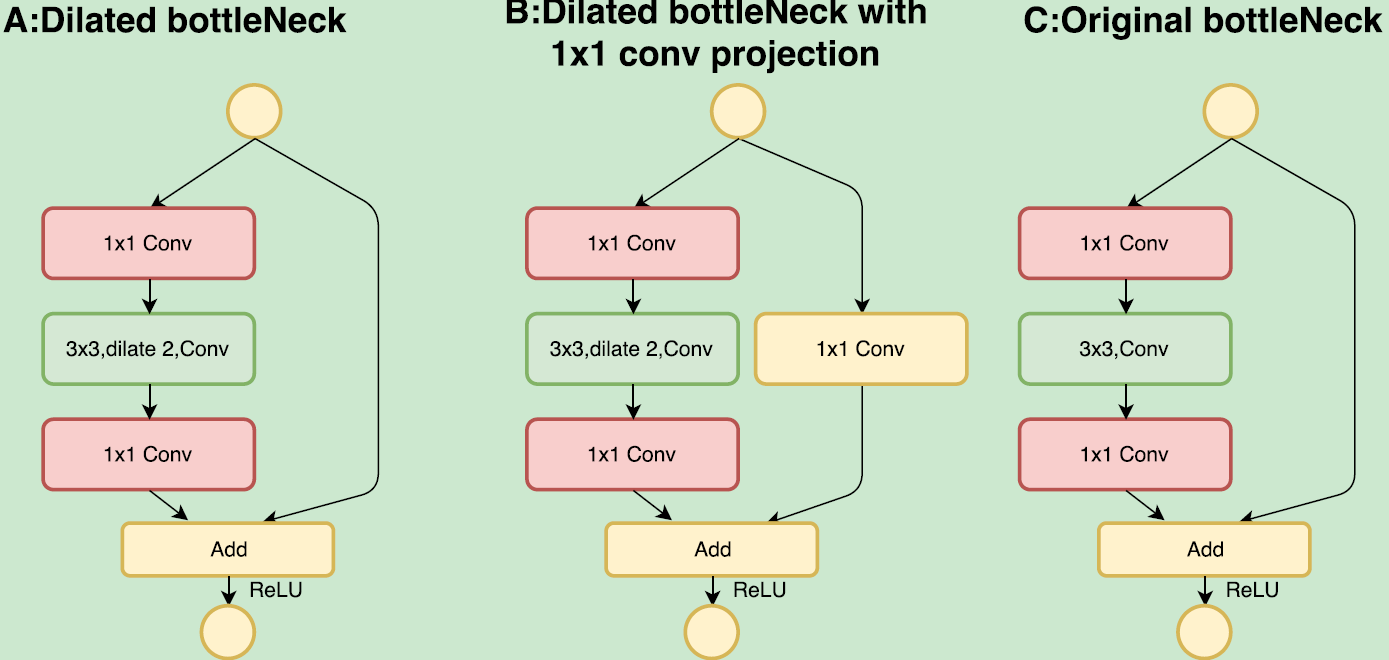 A:Dilated bottleNeck
B:Dilated bottleNeck with
1x1 conv projection
C:Original bottleNeck
1x1 Conv
3x3,dilate 2,Conv
1x1 Conv
Add
ReLU
1x1 Conv
3x3,dilate 2,Conv
1x1 Conv
1x1 Conv
Add
ReLU
1x1 Conv
3x3,Conv
1x1 Conv
Add
ReLU